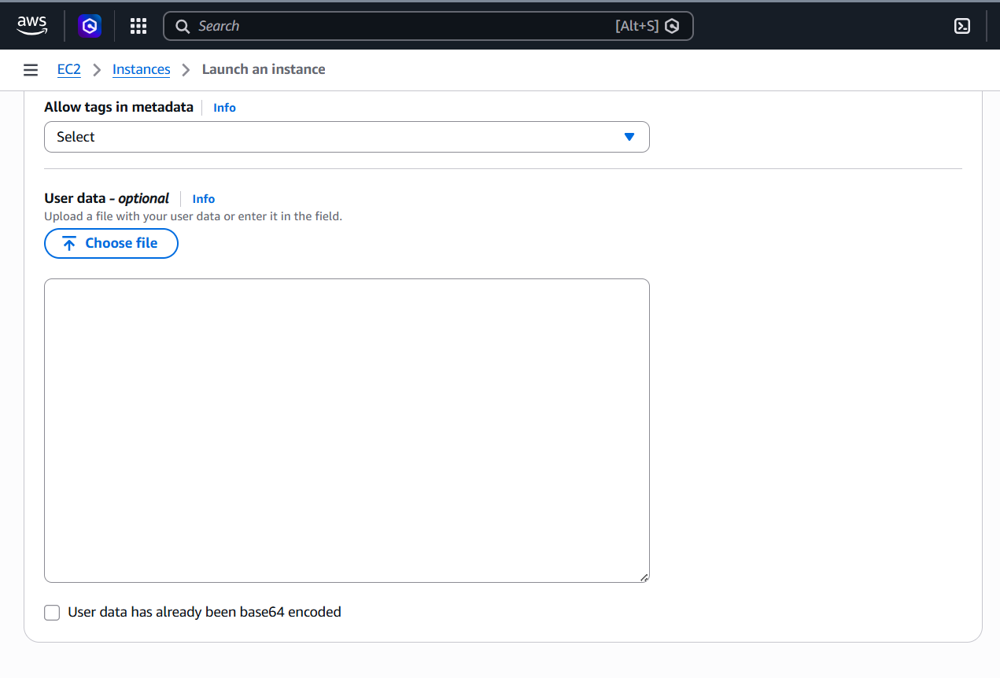 aws
Search [Alt+S]
EC2 Instances Launch an instance
Allow tags in metadata Info
Select
User data - optional Info
Upload a file with your user data or enter it in the field.
Choose file
User data has already been base64 encoded